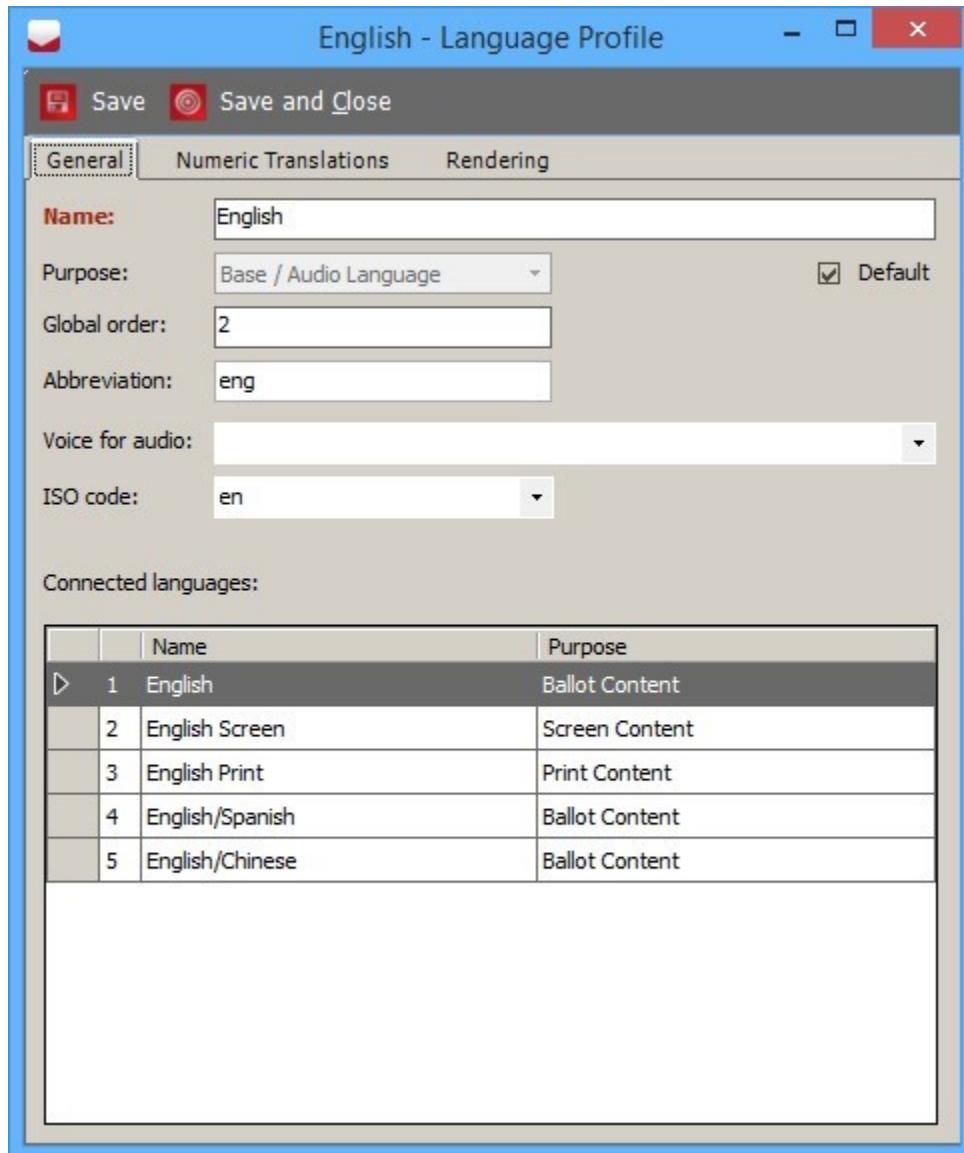 English - Language Profile
Save Save and Close
General Numeric Translations Rendering
Name: English
Purpose: Base / Audio Language Default
Global order: 2
Abbreviation: eng
Voice for audio:
ISO code: en
Connected languages:
Name Purpose
1 English Ballot Content
2 English Screen Screen Content
3 English Print Print Content
4 English/Spanish Ballot Content
5 English/Chinese Ballot Content